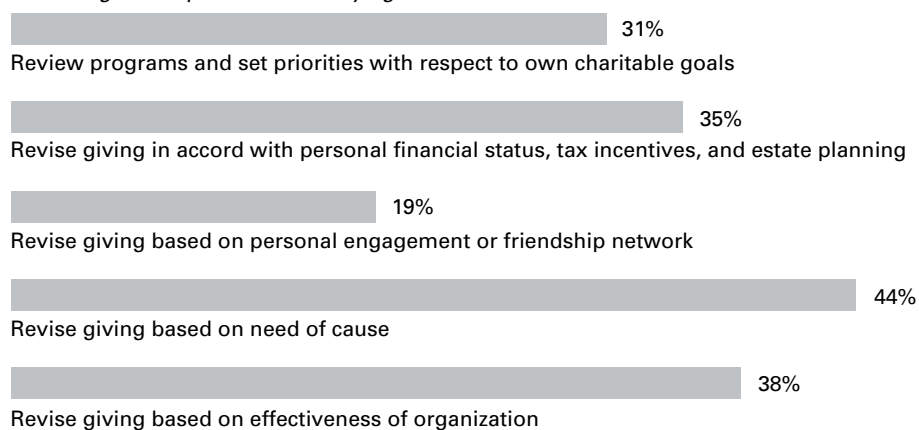 31%
Review programs and set priorities with respect to own charitable goals
35%
Revise giving in accord with personal financial status, tax incentives, and estate planning
19%
Revise giving based on personal engagement or friendship network
44%
Revise giving based on need of cause
38%
Revise giving based on effectiveness of organization